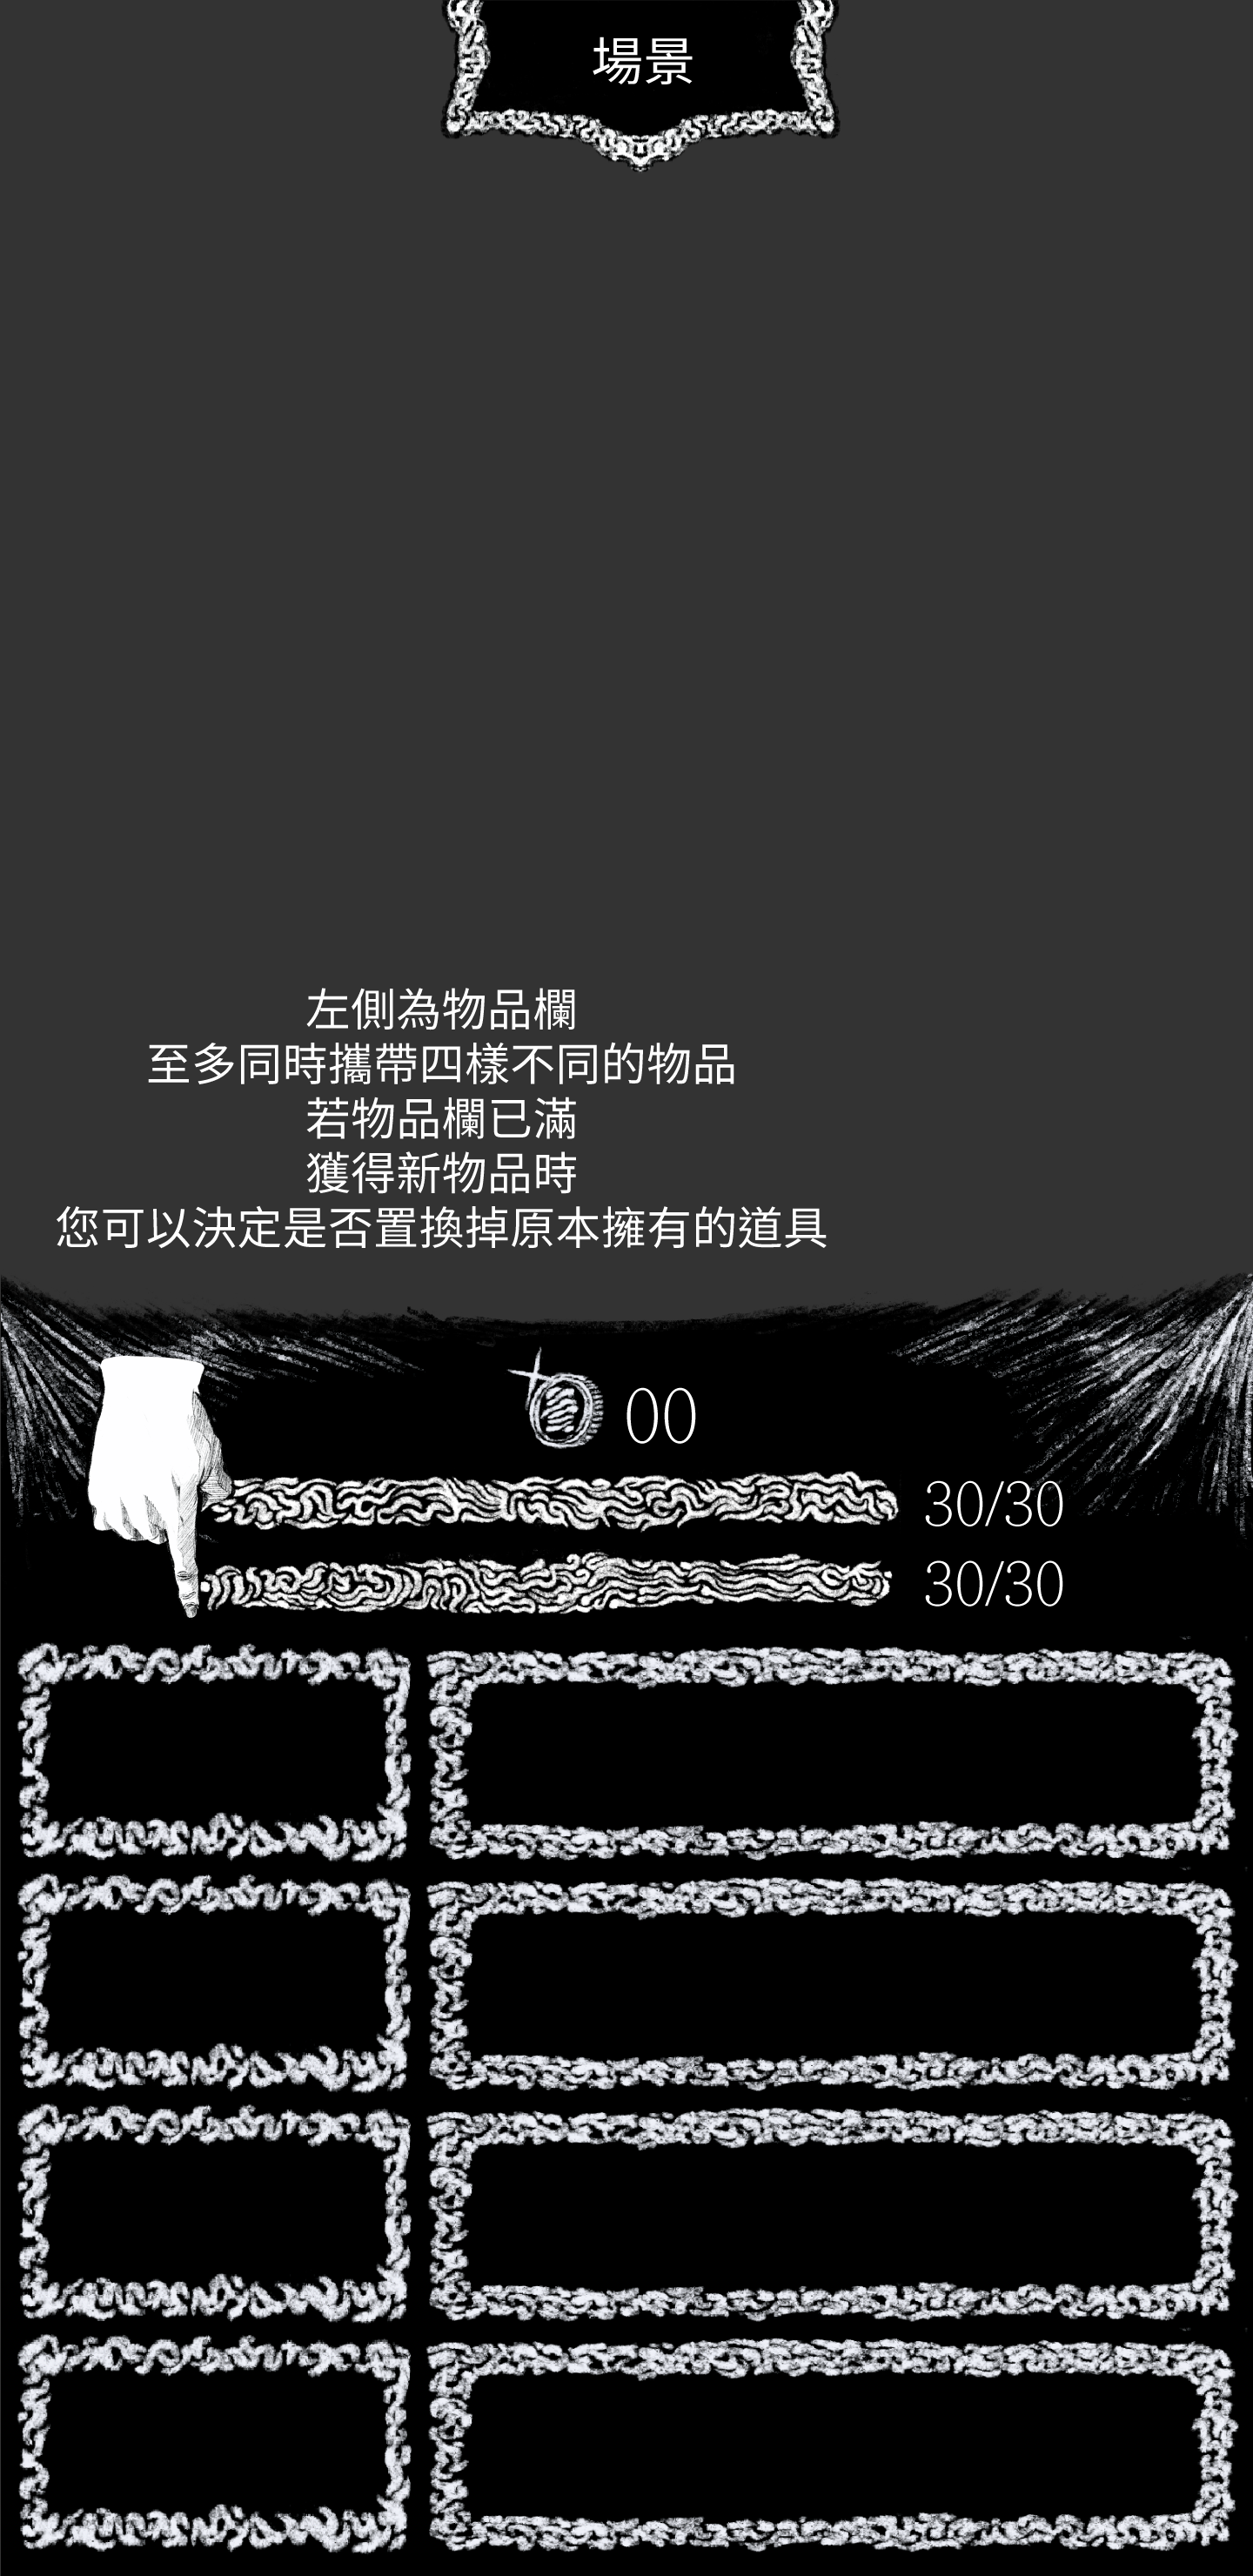 場景
左側為物品欄
至多同時攜帶四樣不同的物品
若物品欄已滿
獲得新物品時
您可以決定是否置換掉原本擁有的道具
00
30/30
30/30